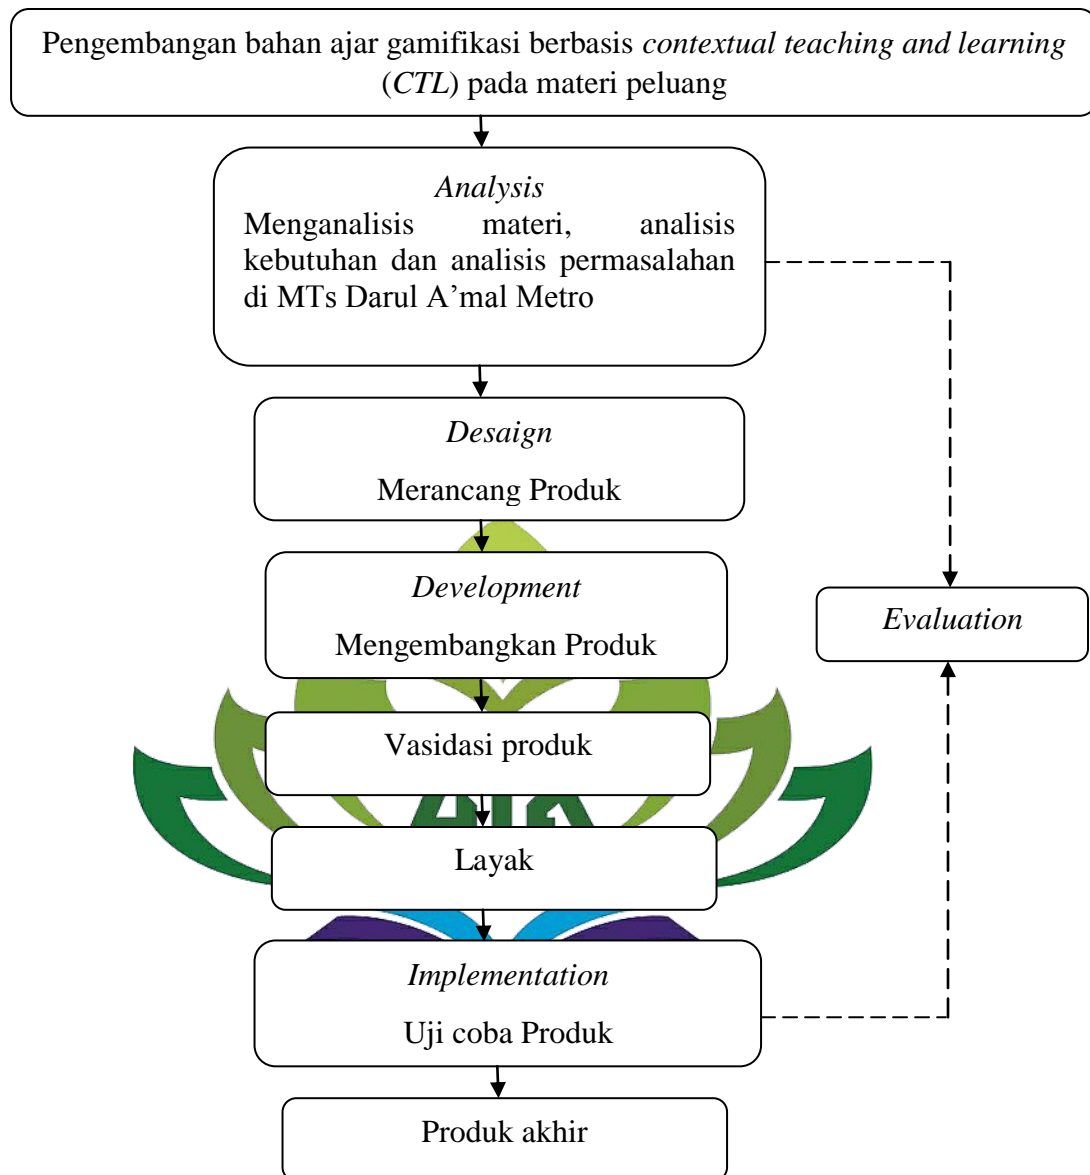 Pengembangan bahan ajar gamifikasi berbasis contextual teaching and learning
(CTL) pada materi peluang
Analysis
Menganalisis materi, analisis
kebutuhan dan analisis permasalahan
di MTs Darul A’mal Metro
Desaign
Merancang Produk
Development
Mengembangkan Produk
Evaluation
Vasidasi produk
Layak
Implementation
Uji coba Produk
Produk akhir